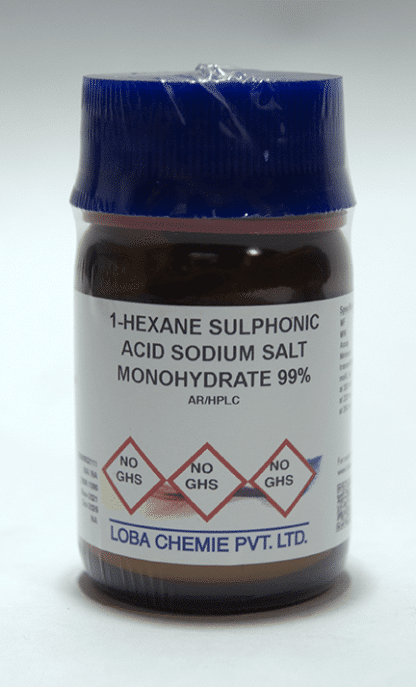 1-HEXANE SULPHONIC
ACID SODIUM SALT
MONOHYDRATE 99%
AR/HPLC
NO
GHS
NO
GHS
NO
GHS
LOBA CHEMIE PVT. LTD.